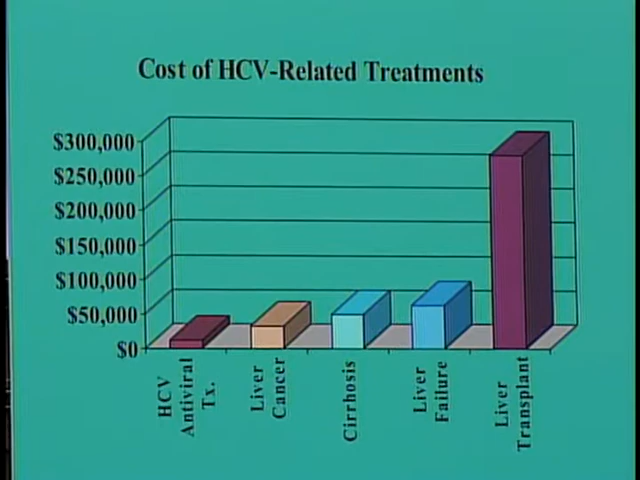 Cost of HCV-Related Treatments
$300,000
$250,000
$200,000
$150,000
$100,000
$50,000
$0
HCV
Antiviral
Tx.
Liver
Cancer
Cirrhosis
Liver
Failure
Liver
Transplant